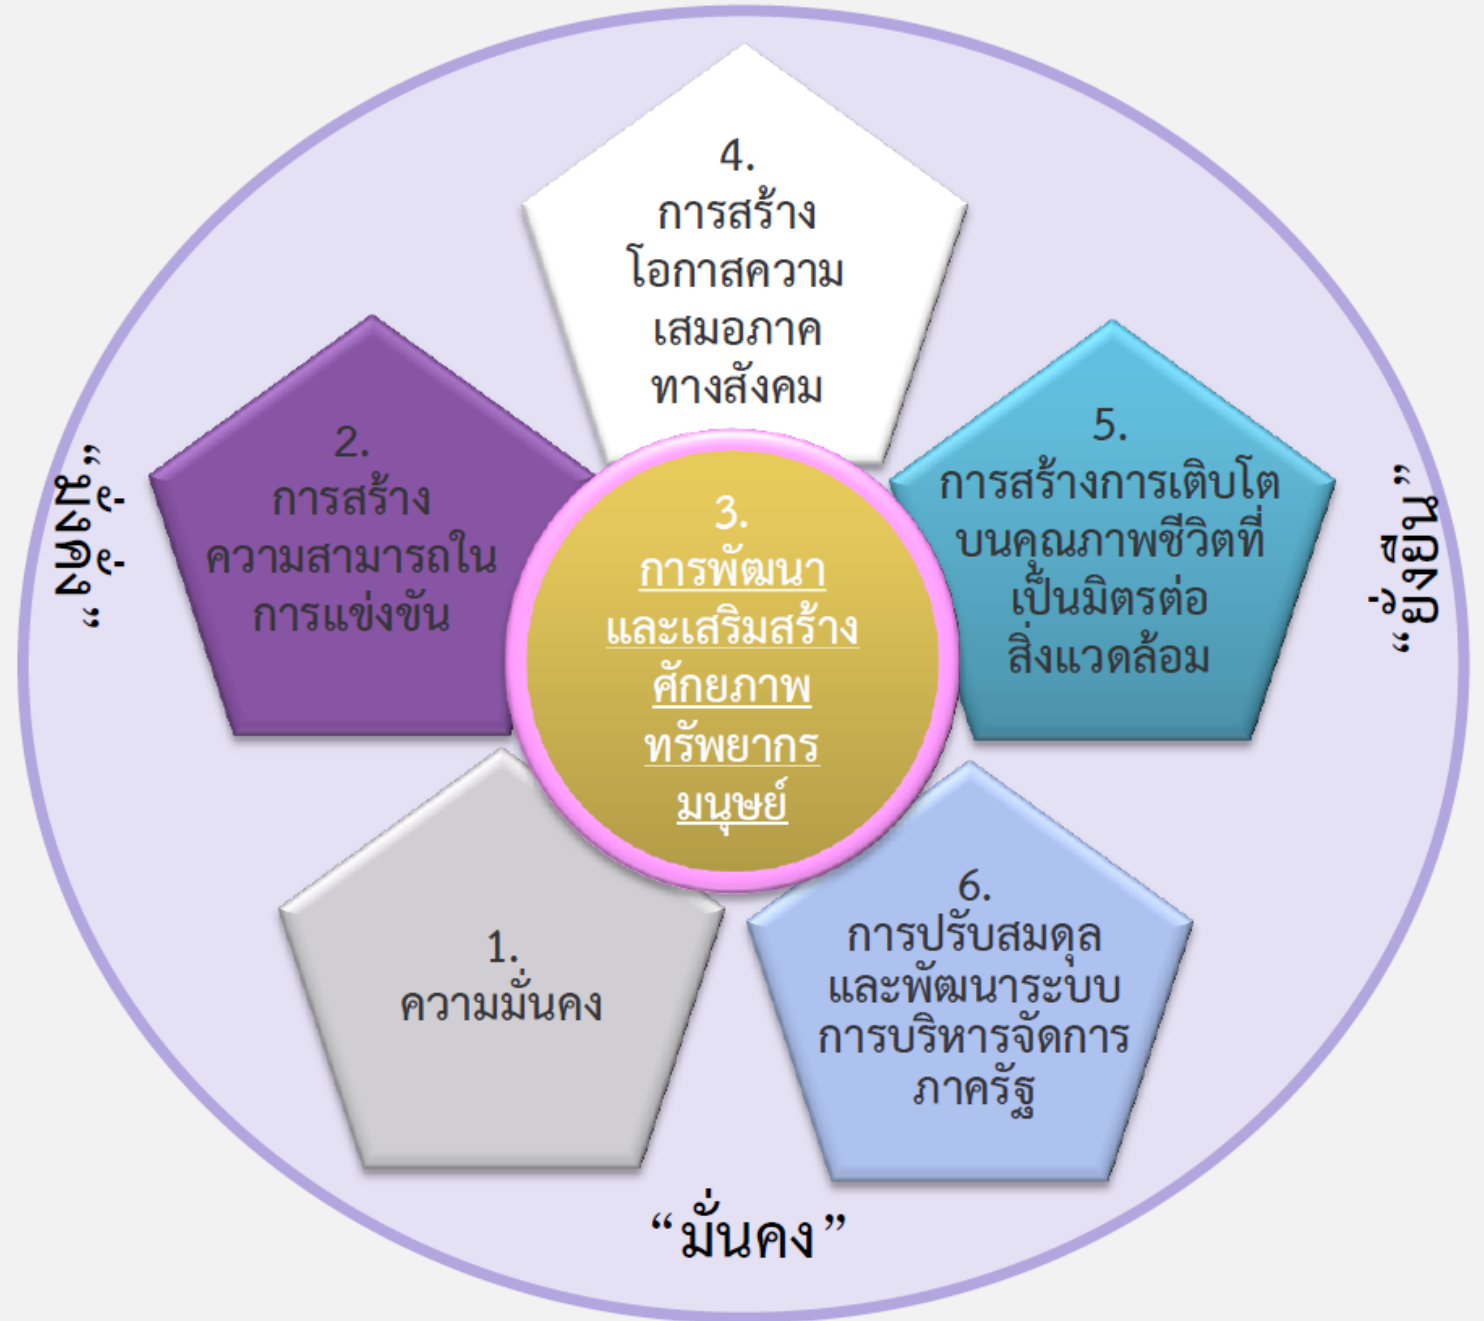 4.
การสร้าง
โอกาสความ
เสมอภาค
ทางสังคม
2.
การสร้าง
ความสามารถใน
การแข่งขัน
5.
การสร้างการเติบโต
บนคุณภาพชีวิตที่
เป็นมิตรต่อ
สิ่งแวดล้อม
3.
การพัฒนา
และเสริมสร้าง
ศักยภาพ
ทรัพยากร
มนุษย์
1.
ความมั่นคง
6.
การปรับสมดุล
และพัฒนาระบบ
การบริหารจัดการ
ภาครัฐ
“มั่งคั่ง”
“ยั่งยืน”
“มั่นคง”